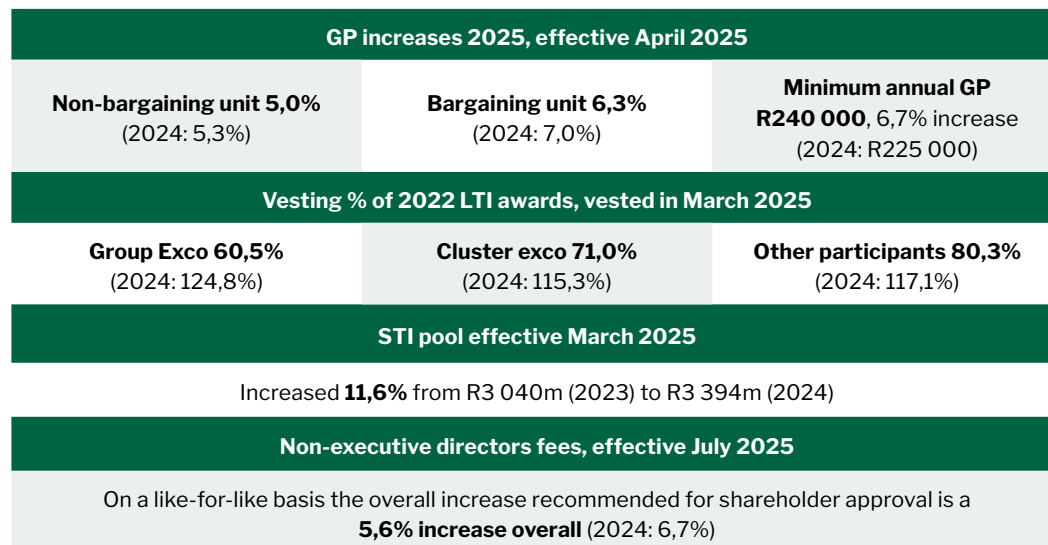 GP increases 2025, effective April 2025
Non-bargaining unit 5,0%
(2024: 5,3%)
Bargaining unit 6,3%
(2024: 7,0%)
Minimum annual GP
R240 000, 6,7% increase
(2024: R225 000)
Vesting % of 2022 LTI awards, vested in March 2025
Group Exco 60,5%
(2024: 124,8%)
Cluster exco 71,0%
(2024: 115,3%)
Other participants 80,3%
(2024: 117,1%)
STI pool effective March 2025
Increased 11,6% from R3 040m (2023) to R3 394m (2024)
Non-executive directors fees, effective July 2025
On a like-for-like basis the overall increase recommended for shareholder approval is a
5,6% increase overall (2024: 6,7%)